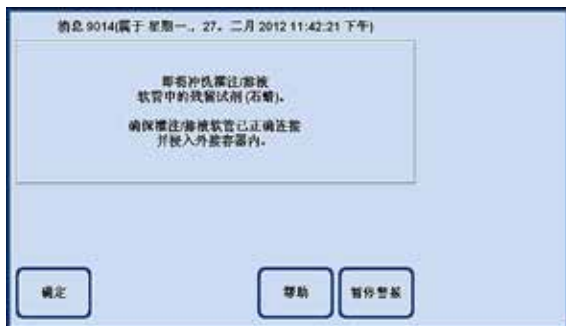 消息 9014(属于 星期一., 27. 二月 2012 11:42:21 下午)
即将冲洗灌注/排液
软管中的残留试剂 (石蜡)。
确保灌注/排液软管已正确连接
并浸入外接容器内。
确定
帮助
暂停警报